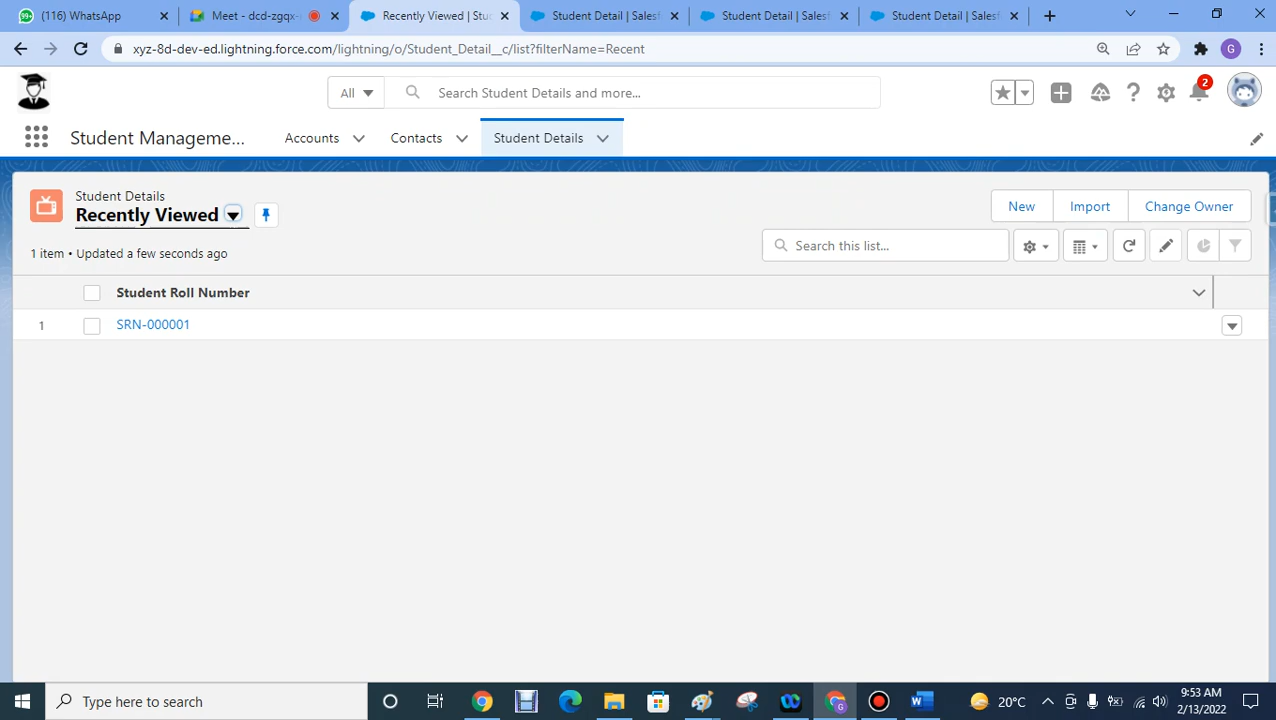 (116) WhatsApp
Meet - dcd-zgqx-
Recently Viewed | Stu
Student Detail | Salesf
Student Detail | Salesf
Student Detail | Salesf
xyz-8d-dev-ed.lightning.force.com/lightning/o/Student_Detail__c/list?filterName=Recent
G
All
Search Student Details and more...
2
Student Manageme...
Accounts
Contacts
Student Details
Student Details
Recently Viewed
New
Import
Change Owner
1 item • Updated a few seconds ago
Search this list...
Student Roll Number
1
SRN-000001
Type here to search
20°C
9:53 AM
2/13/2022